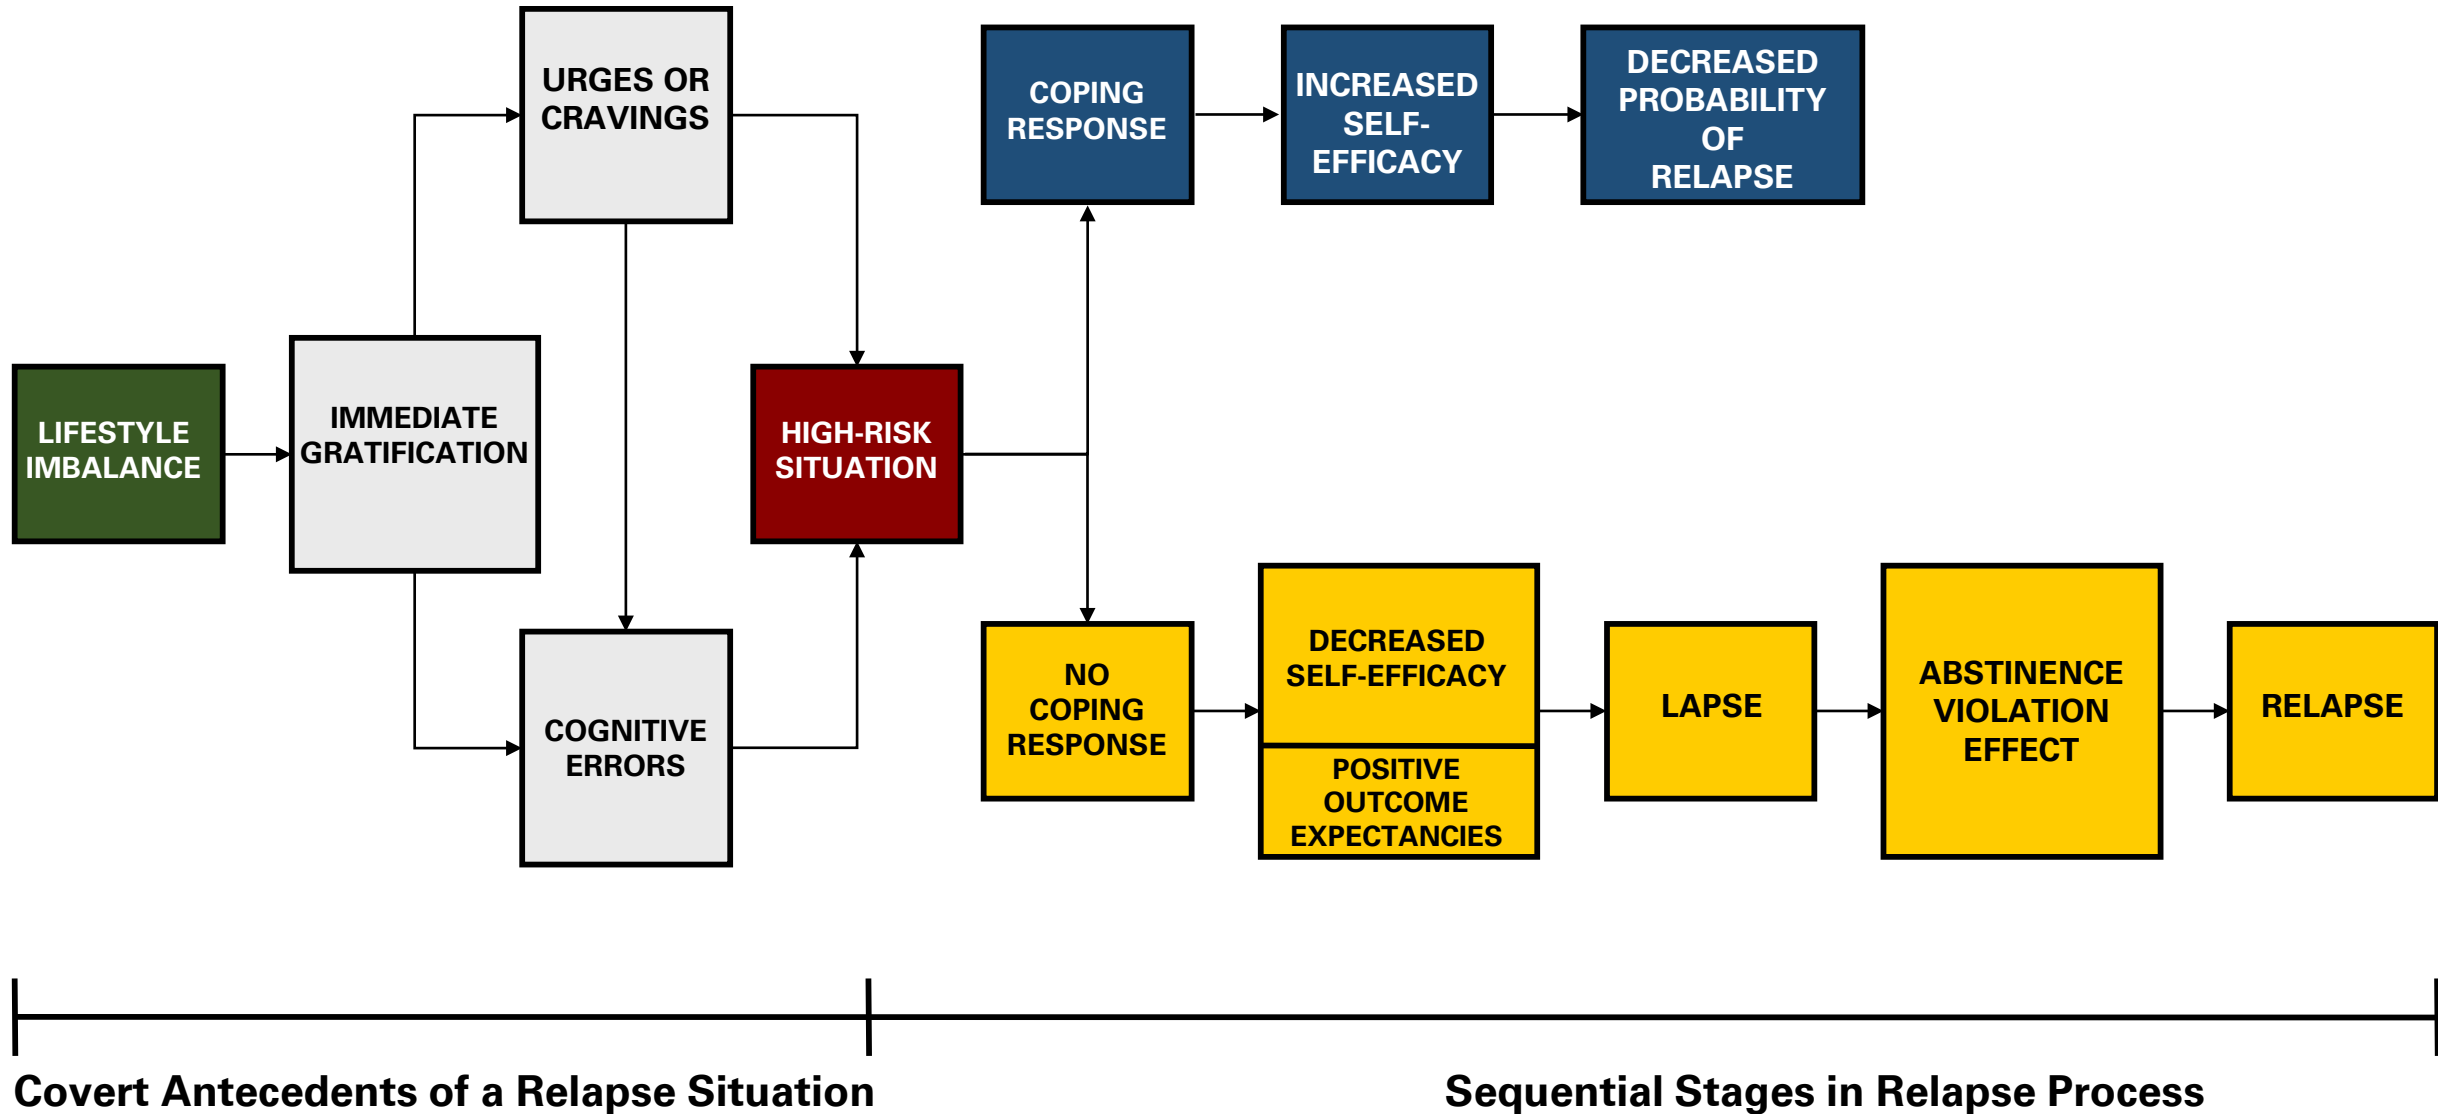 URGES OR
CRAVINGS
COPING
RESPONSE
INCREASED
SELF-
EFFICACY
DECREASED
PROBABILITY
OF
RELAPSE
LIFESTYLE
IMBALANCE
IMMEDIATE
GRATIFICATION
HIGH-RISK
SITUATION
COGNITIVE
ERRORS
NO
COPING
RESPONSE
DECREASED
SELF-EFFICACY
POSITIVE
OUTCOME
EXPECTANCIES
LAPSE
ABSTINENCE
VIOLATION
EFFECT
RELAPSE
Covert Antecedents of a Relapse Situation
Sequential Stages in Relapse Process